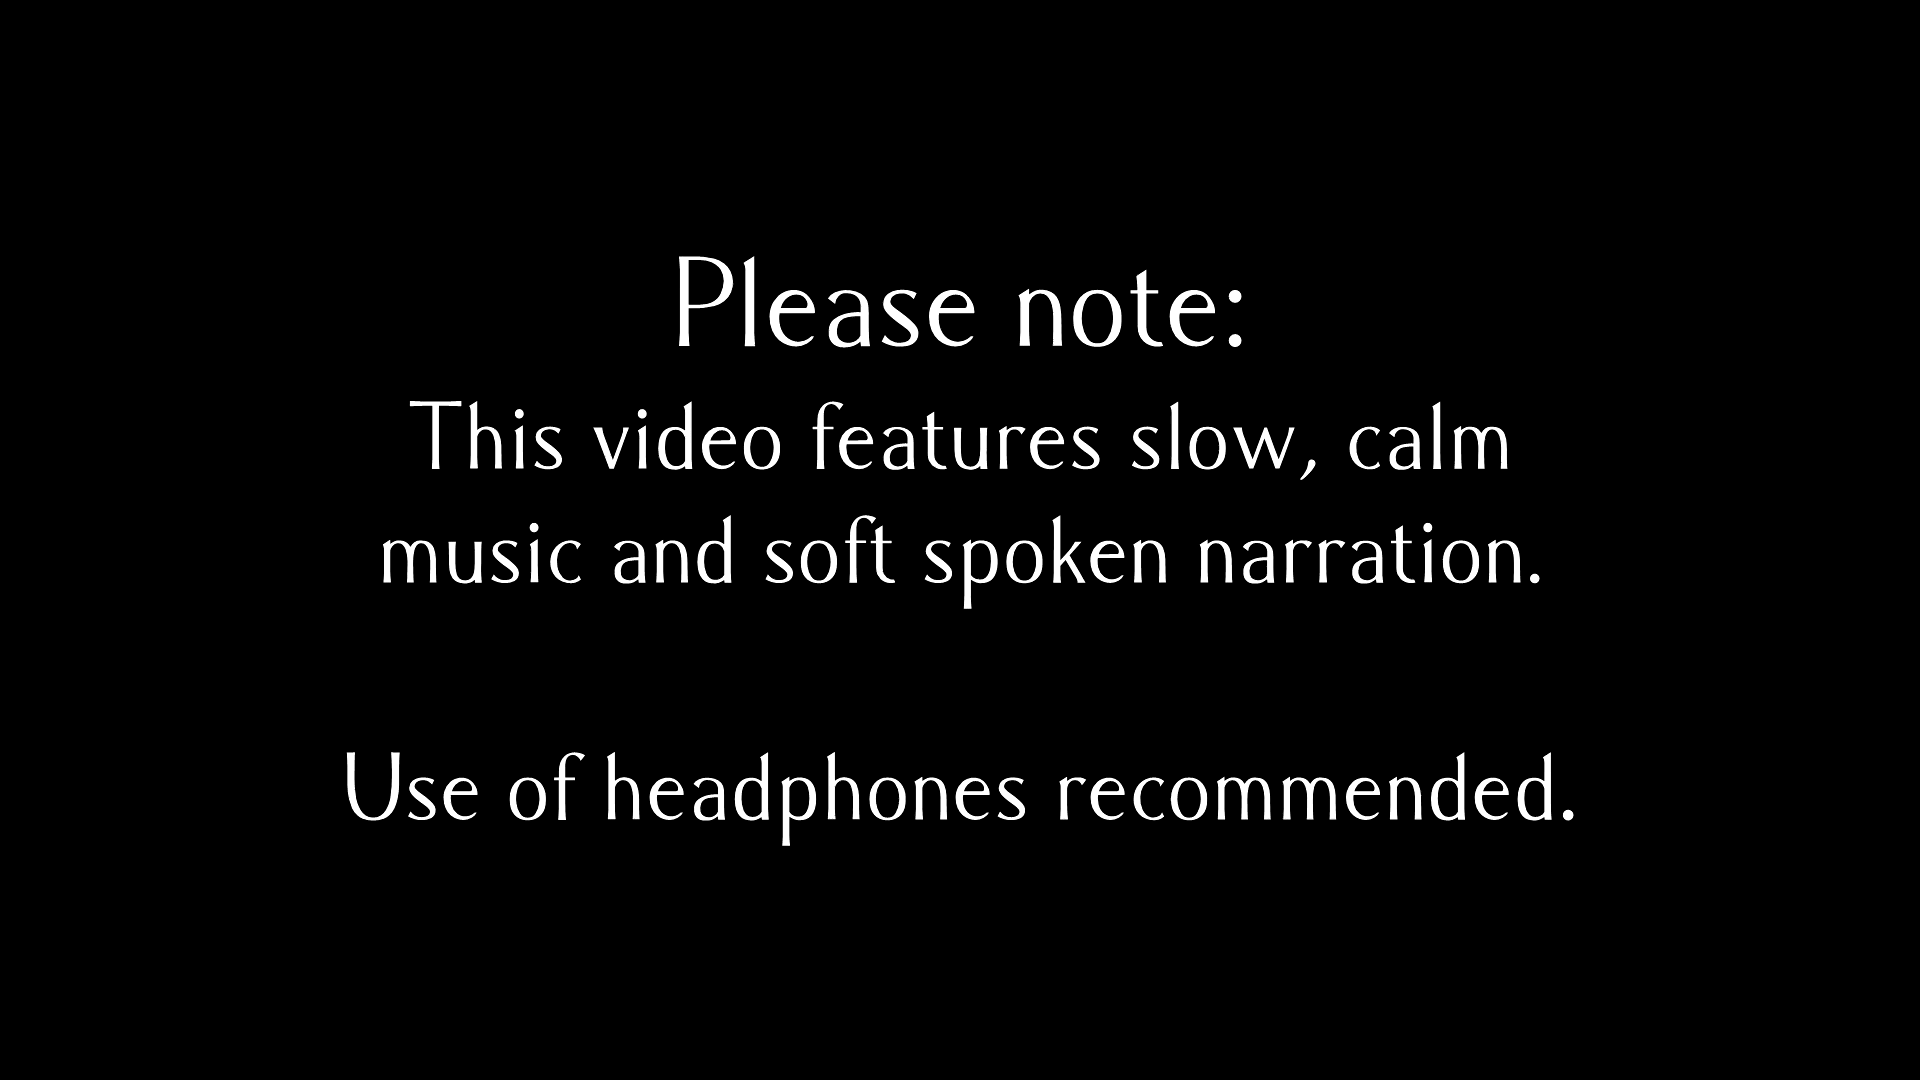 Please note:
This video features slow, calm
music and soft spoken narration.
Use of headphones recommended.